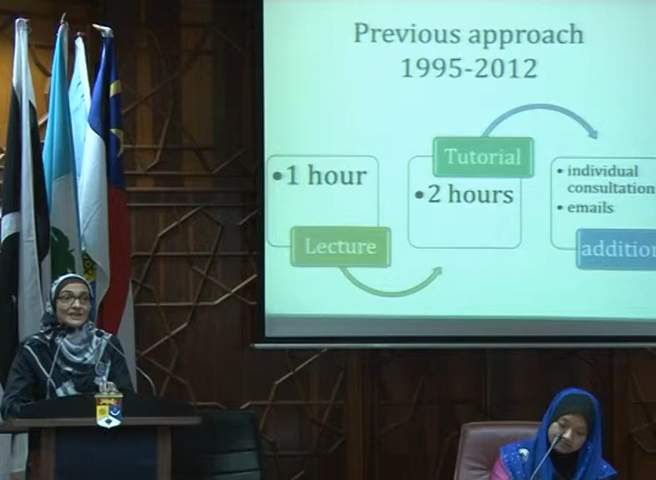 Previous approach
1995-2012
•1 hour
Lecture
Tutorial
•2 hours
• individual
consultation
• emails
addition